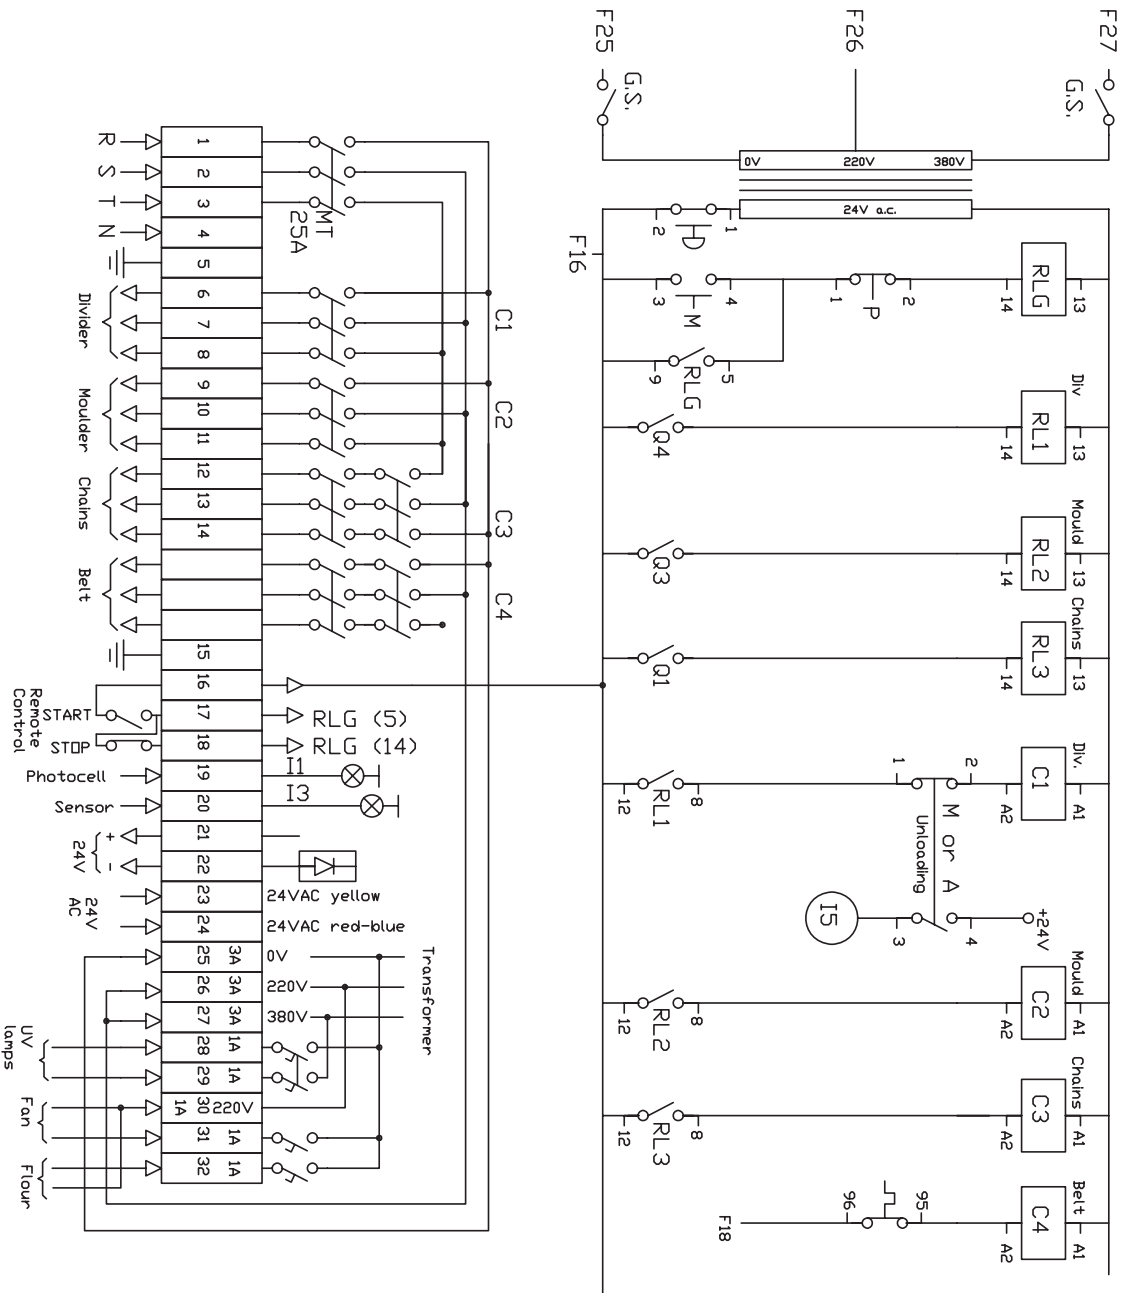 F25
F26
F27
G.S.
G.S.
0V
220V
380V
24V a.c.
2
1
F16
3
4
M
1
2
P
14
RLG
13
9
5
RLG
Div
Q4
14
RL1
13
Mould
Q3
14
RL2
13
Chains
Q1
14
RL3
13
Div.
12
8
RL1
1
2
M or A
Unloading
A2
C1
A1
I5
3
4
+24V
Mould
12
8
RL2
A2
C2
A1
Chains
12
8
RL3
A2
C3
A1
Belt
F18
96
95
A2
C4
A1
R
1
S
2
T
3
MT
25A
N
4
5
6
C1
Divider
7
8
9
C2
Moulder
10
11
12
Chains
13
C3
14
Belt
C4
15
16
Remote
Control
START
17
RLG (5)
STOP
18
RLG (14)
Photocell
19
I1
Sensor
20
I3
+
21
24V
-
22
24V
AC
23
24VAC yellow
24
24VAC red-blue
25
3A
0V
Transformer
26
3A
220V
27
3A
380V
UV
lamps
28
1A
29
1A
Fan
1A
30
220V
31
1A
Flour
32
1A